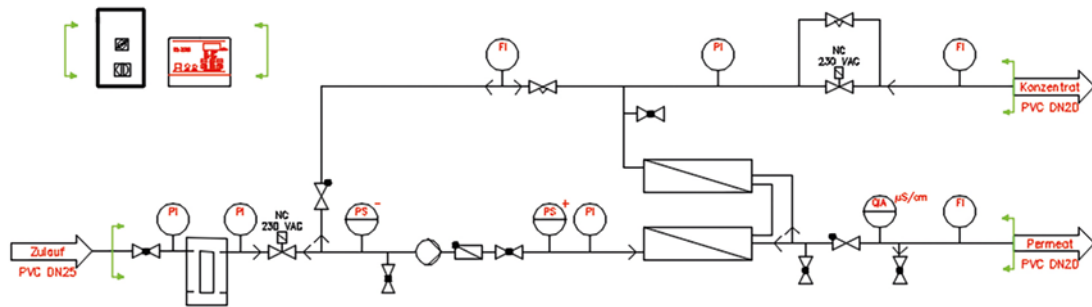 FI
PI
NC
230 VAC
FI
Konzentrat
PVC DN20
Zulauf
PVC DN25
PI
PI
NC
230 VAC
PS -
PS +
PI
QIA µS/cm
FI
Permeat
PVC DN20